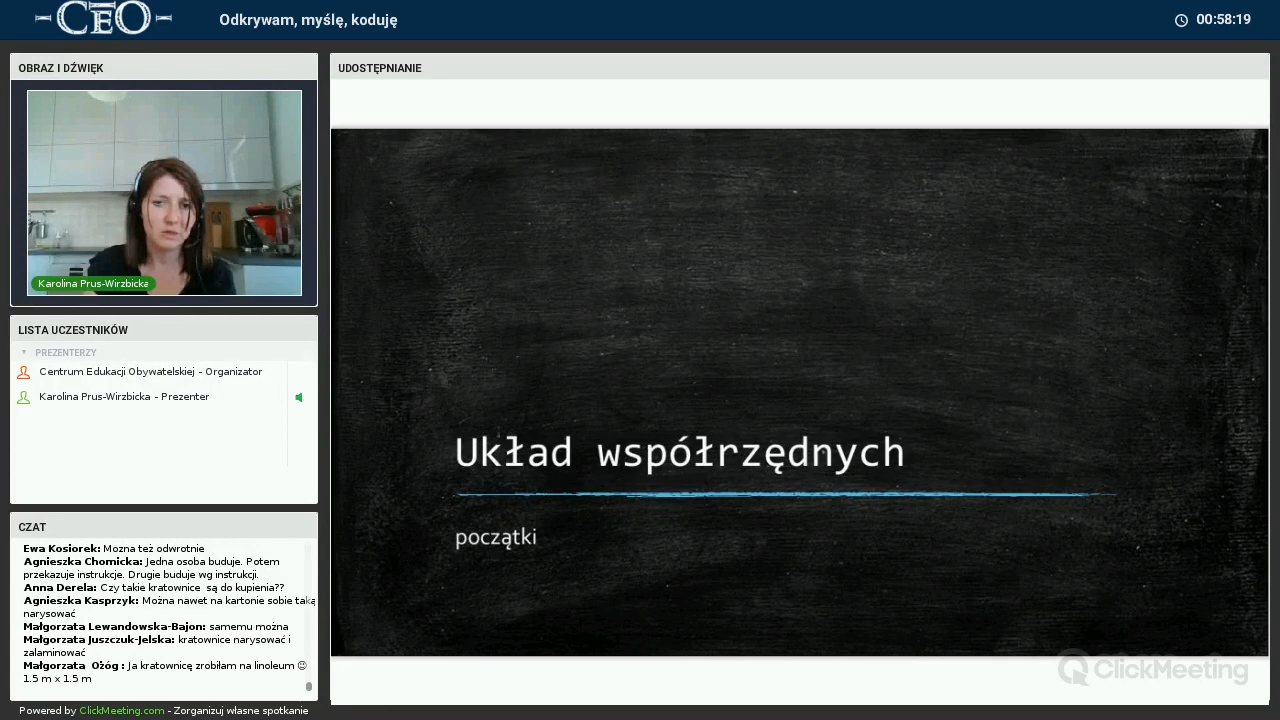 CEO
Odkrywam, myślę, koduję
00:58:19
OBRAZ I DŹWIĘK
Karolina Prus-Wirzbicka
LISTA UCZESTNIKÓW
PREZENTERZY
Centrum Edukacji Obywatelskiej - Organizator
Karolina Prus-Wirzbicka - Prezenter
CZAT
Ewa Kosiorek: Mozna też odwrotnie
Agnieszka Chomicka: Jedna osoba buduje. Potem
przekazuje instrukcje. Drugie buduje wg instrukcji.
Anna Derela: Czy takie kratownice są do kupienia??
Agnieszka Kasprzyk: Można nawet na kartonie sobie taką
narysować
Małgorzata Lewandowska-Bajon: samemu można
Małgorzata Juszczuk-Jelska: kratownice narysować i
zalaminować
Małgorzata Ożóg : Ja kratownicę zrobiłam na linoleum ☺
1.5 m x 1.5 m
Powered by ClickMeeting.com - Zorganizuj własne spotkanie
UDOSTĘPNIANIE
Układ współrzędnych
początki
ClickMeeting